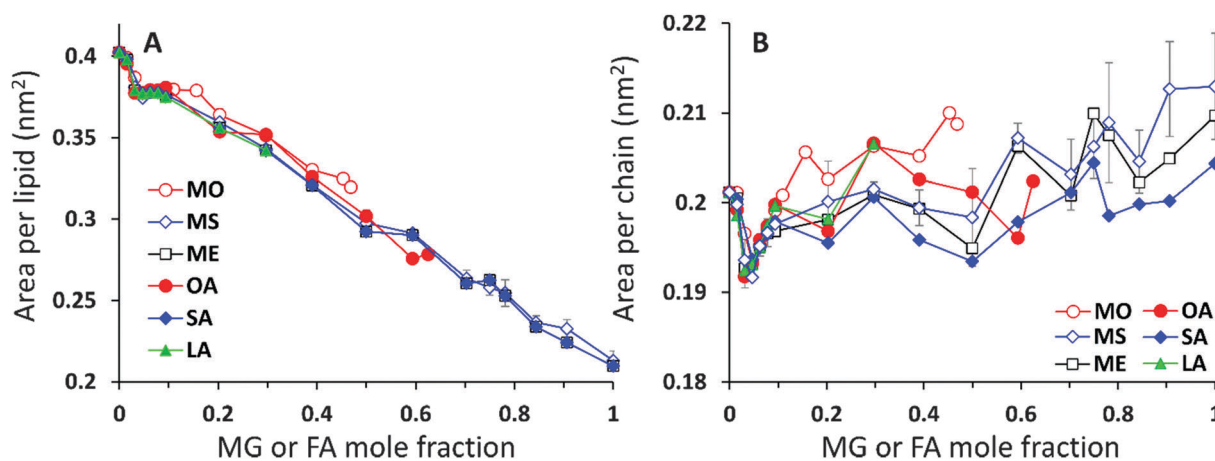 A
Area per lipid (nm²)
0.4
0.35
0.3
0.25
0.2
MO
MS
ME
OA
SA
LA
0
0.2
0.4
0.6
0.8
1
MG or FA mole fraction
B
Area per chain (nm²)
0.22
0.21
0.2
0.19
0.18
MO OA
MS SA
ME LA
0
0.2
0.4
0.6
0.8
1
MG or FA mole fraction